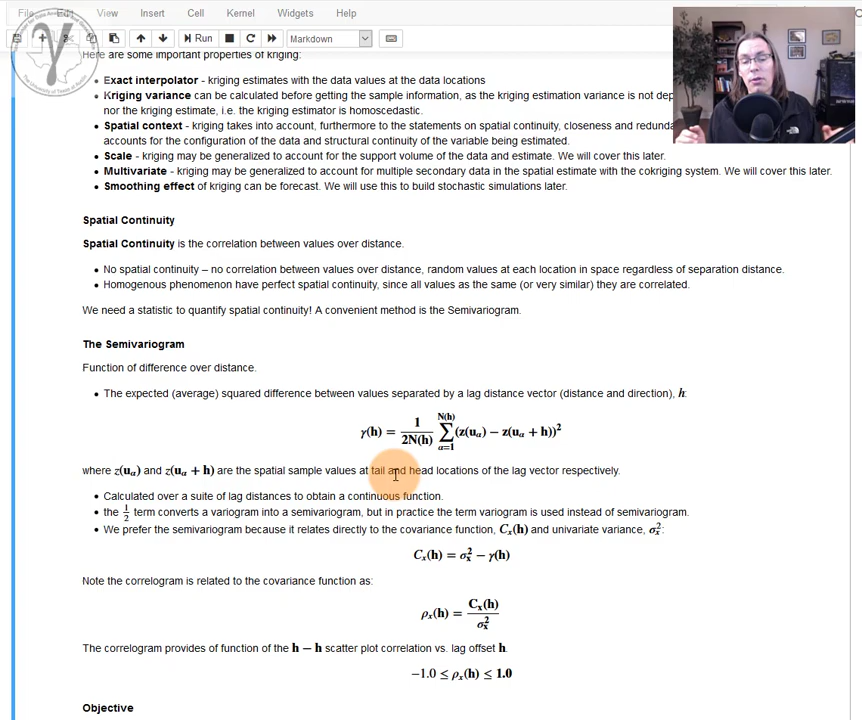 File Edit View Insert Cell Kernel Widgets Help
Run Markdown
Here are some important properties of kriging:
• Exact interpolator - kriging estimates with the data values at the data locations
• Kriging variance can be calculated before getting the sample information, as the kriging estimation variance is not
nor the kriging estimate, i.e. the kriging estimator is homoscedastic.
• Spatial context - kriging takes into account, furthermore to the statements on spatial continuity, closeness and
accounts for the configuration of the data and structural continuity of the variable being estimated.
• Scale - kriging may be generalized to account for the support volume of the data and estimate. We will cover this later.
• Multivariate - kriging may be generalized to account for multiple secondary data in the spatial estimate with the cokriging system. We will cover this later.
• Smoothing effect of kriging can be forecast. We will use this to build stochastic simulations later.
Spatial Continuity
Spatial Continuity is the correlation between values over distance.
• No spatial continuity – no correlation between values over distance, random values at each location in space regardless of separation distance.
• Homogenous phenomenon have perfect spatial continuity, since all values as the same (or very similar) they are correlated.
We need a statistic to quantify spatial continuity! A convenient method is the Semivariogram.
The Semivariogram
Function of difference over distance.
• The expected (average) squared difference between values separated by a lag distance vector (distance and direction), h:
γ(h) = 1/2N(h) ∑_{α=1}^{N(h)} (z(u_α) − z(u_α + h))²
where z(u_α) and z(u_α + h) are the spatial sample values at tail and head locations of the lag vector respectively.
• Calculated over a suite of lag distances to obtain a continuous function.
• the 1/2 term converts a variogram into a semivariogram, but in practice the term variogram is used instead of semivariogram.
• We prefer the semivariogram because it relates directly to the covariance function, C_x(h) and univariate variance, σ²_x:
C_x(h) = σ²_x − γ(h)
Note the correlogram is related to the covariance function as:
ρ_x(h) = C_x(h)/σ²_x
The correlogram provides of function of the h − h scatter plot correlation vs. lag offset h.
−1.0 ≤ ρ_x(h) ≤ 1.0
Objective